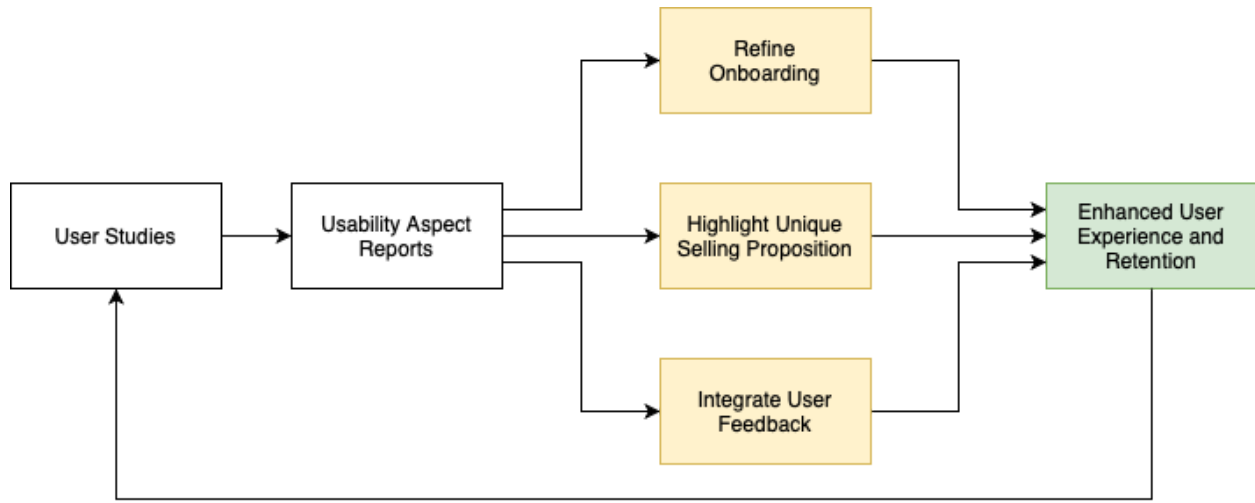 Refine
Onboarding
User Studies
Usability Aspect
Reports
Highlight Unique
Selling Proposition
Enhanced User
Experience and
Retention
Integrate User
Feedback